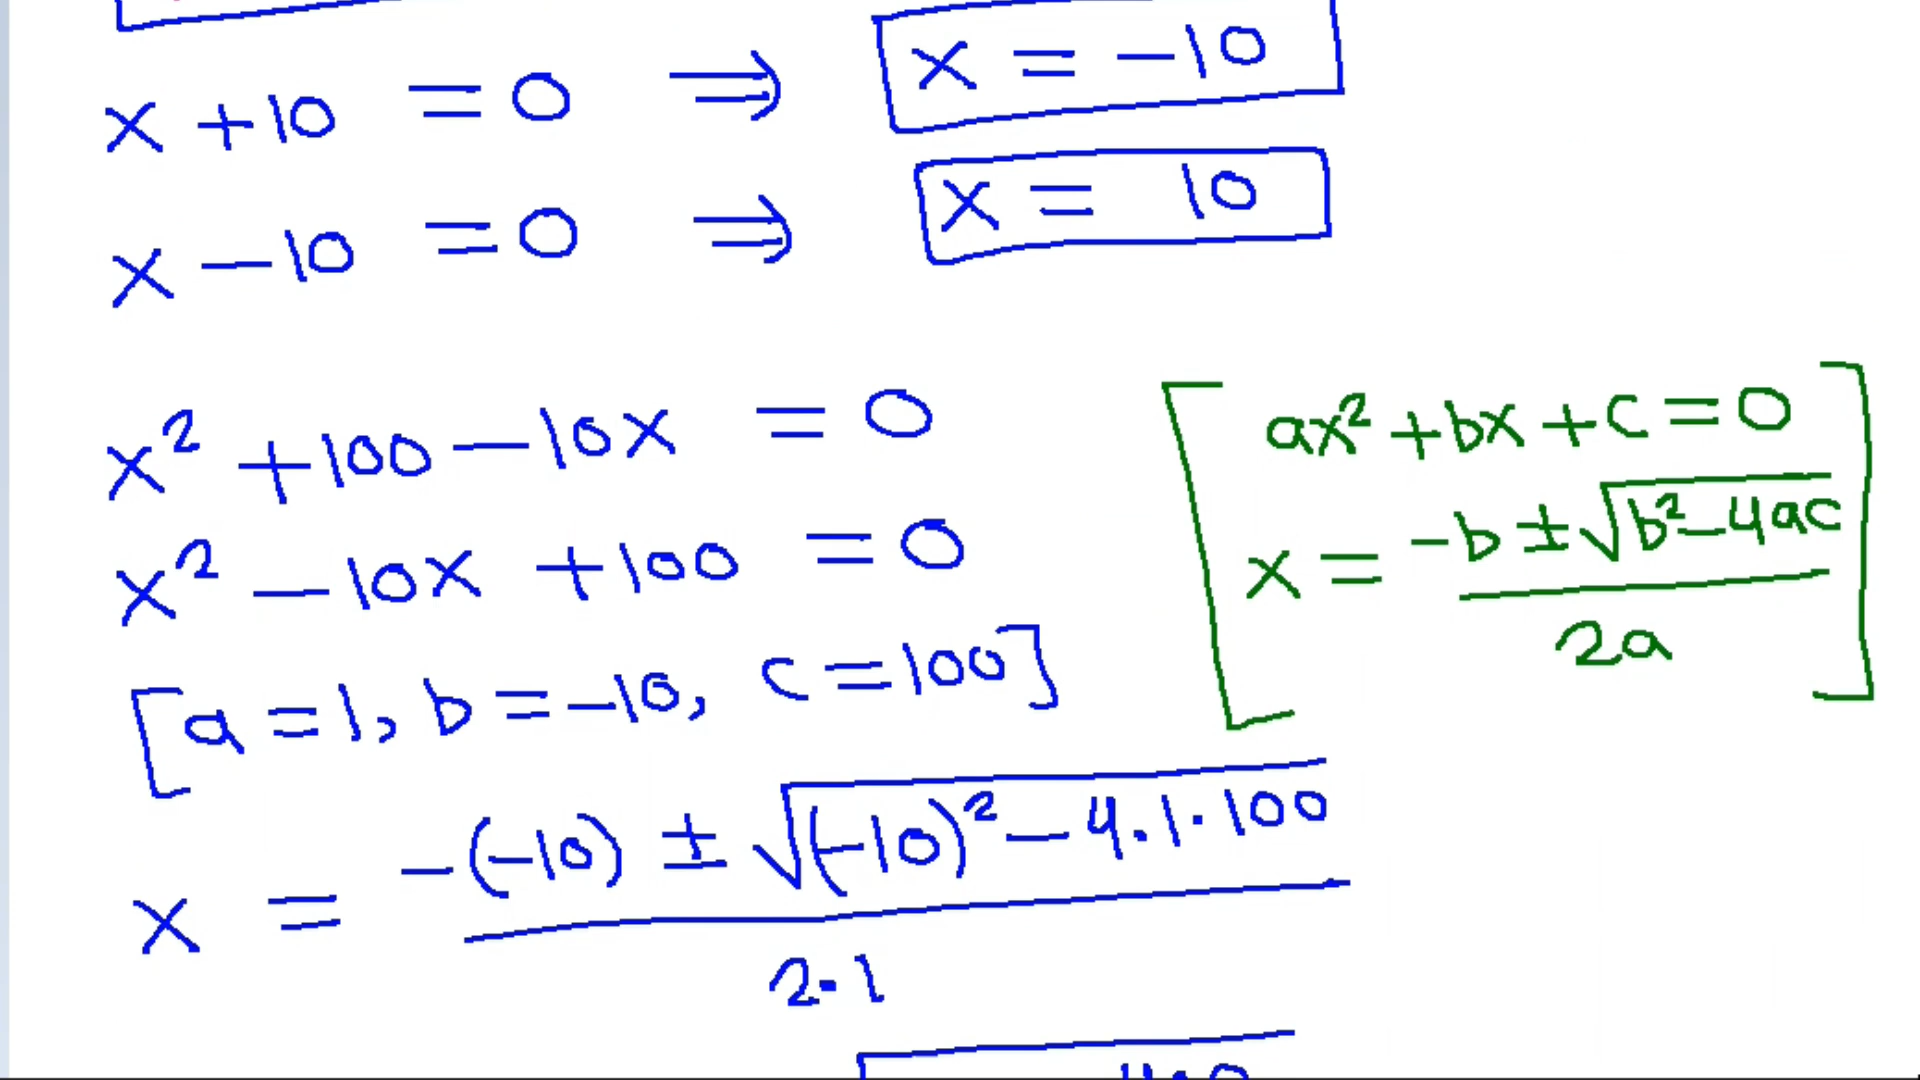 x + 10 = 0 ⇒ x = -10
x - 10 = 0 ⇒ x = 10
x² + 100 - 10x = 0
x² - 10x + 100 = 0
[a = 1, b = -10, c = 100]
x = (-(-10) ± √((-10)² - 4·1·100)) / (2·1)
[ax² + bx + c = 0
x = (-b ± √(b² - 4ac)) / (2a)]